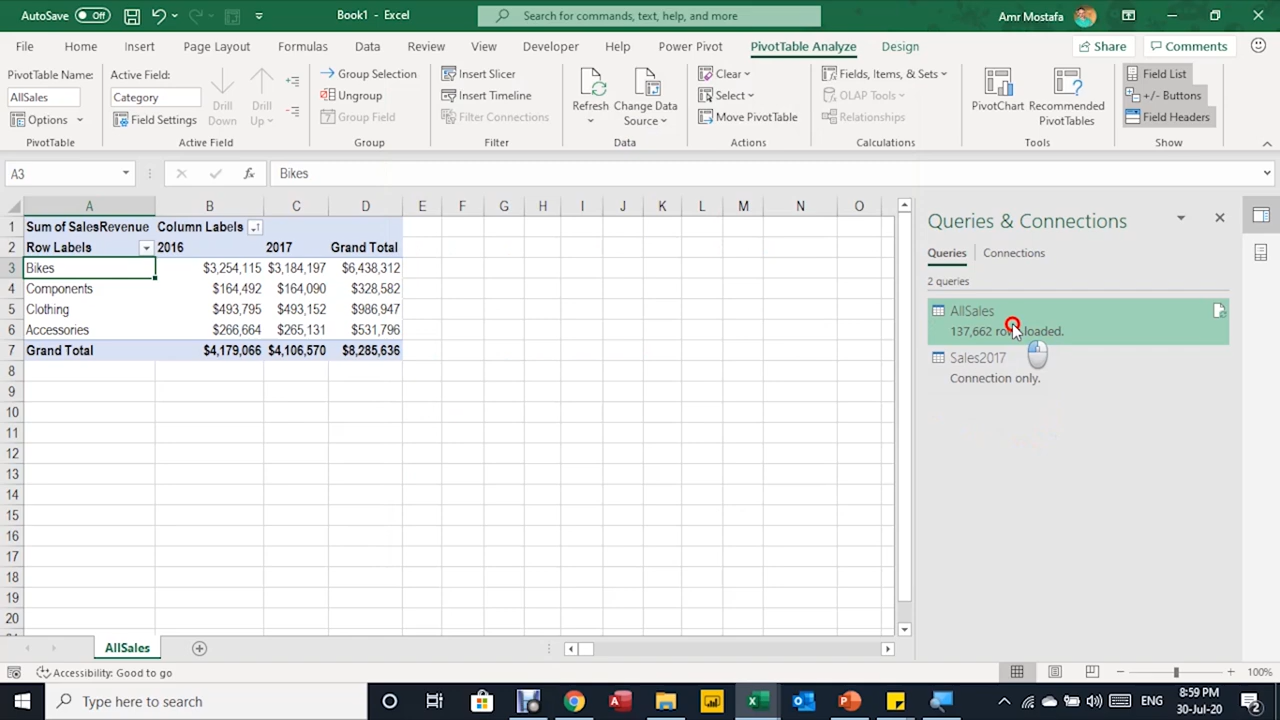 AutoSave Off Book1 - Excel Search for commands, text, help, and more Amr Mostafa
File Home Insert Page Layout Formulas Data Review View Developer Help Power Pivot PivotTable Analyze Design Share Comments
PivotTable Name:
AllSales
Options
PivotTable
Active Field:
Category
Field Settings
Drill
Down
Drill
Up
Active Field
Group Selection
Ungroup
Group Field
Group
Insert Slicer
Insert Timeline
Filter Connections
Filter
Refresh
Change Data
Source
Data
Clear
Select
Move PivotTable
Actions
Fields, Items, & Sets
OLAP Tools
Relationships
Calculations
PivotChart
Recommended
PivotTables
Tools
Field List
+/- Buttons
Field Headers
Show
A3 fx Bikes
A B C D E F G H I J K L M N O
1 Sum of SalesRevenue Column Labels
2 Row Labels 2016 2017 Grand Total
3 Bikes $3,254,115 $3,184,197 $6,438,312
4 Components $164,492 $164,090 $328,582
5 Clothing $493,795 $493,152 $986,947
6 Accessories $266,664 $265,131 $531,796
7 Grand Total $4,179,066 $4,106,570 $8,285,636
8
9
10
11
12
13
14
15
16
17
18
19
20
Queries & Connections
Queries Connections
2 queries
AllSales
137,662 loaded.
Sales2017
Connection only.
AllSales
Accessibility: Good to go 100%
Type here to search ENG 8:59 PM
30-Jul-20
2